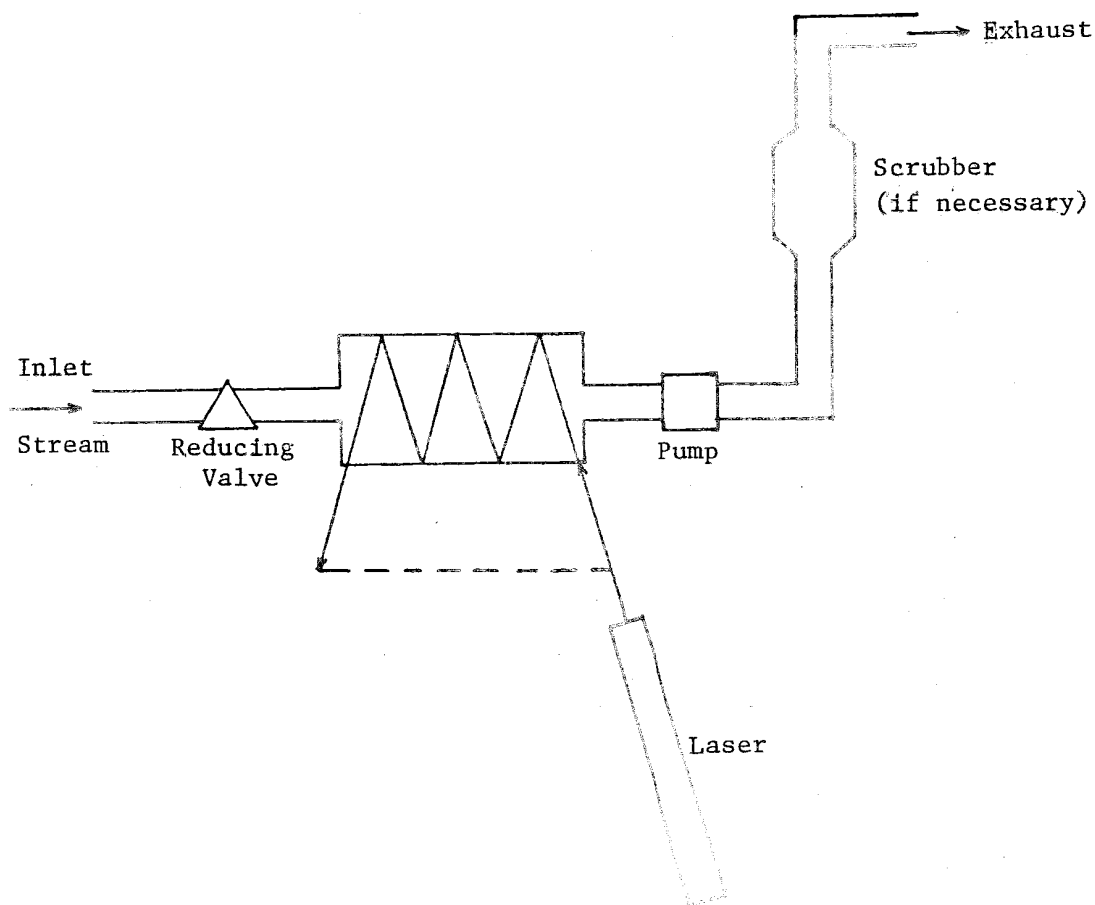 Exhaust
Scrubber
(if necessary)
Inlet
Stream
Reducing
Valve
Pump
Laser